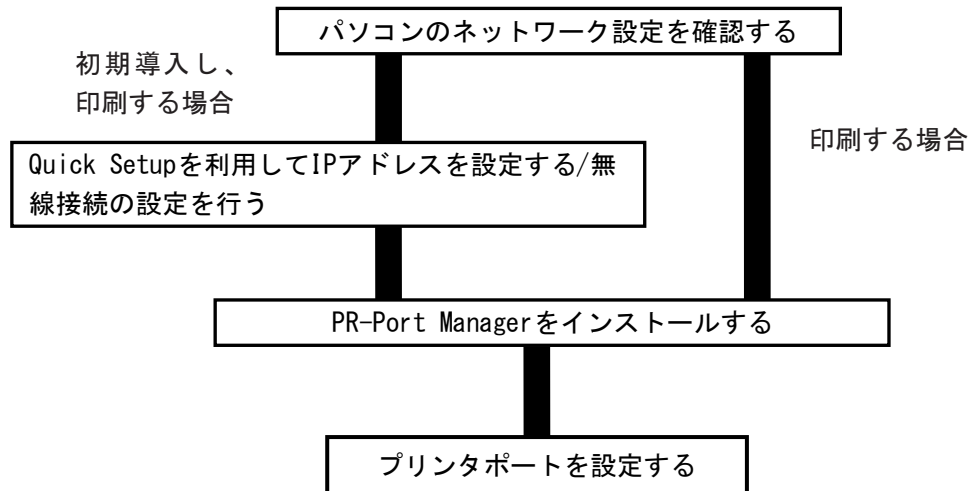 パソコンのネットワーク設定を確認する
初期導入し、
印刷する場合
印刷する場合
Quick Setupを利用してIPアドレスを設定する/無
線接続の設定を行う
PR-Port Managerをインストールする
プリンタポートを設定する